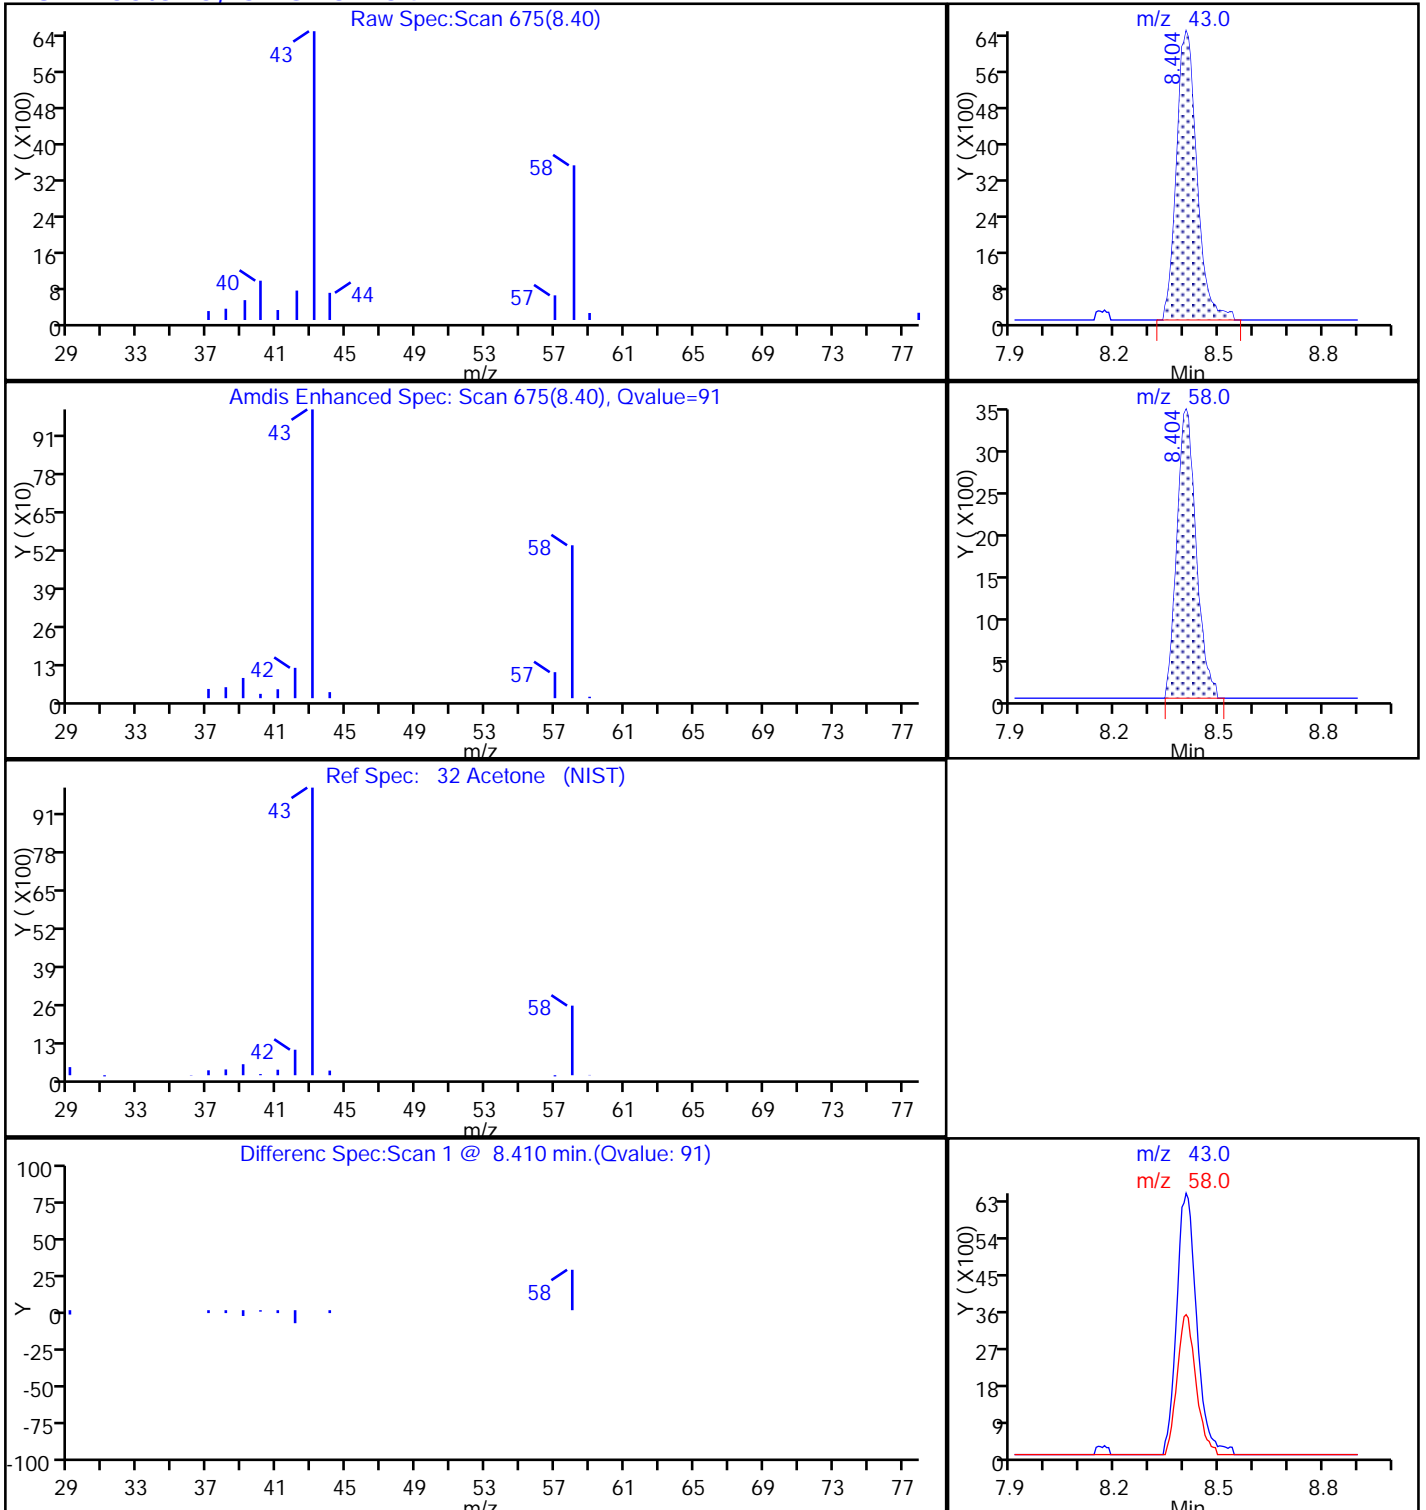 Raw Spec:Scan 675(8.40)
Y ( X100)
64
56
48
40
32
24
16
8
0
43
58
40
44
57
29 33 37 41 45 49 53 57 61 65 69 73 77
m/z
m/z 43.0
Y ( X100)
64
56
48
40
32
24
16
8
0
8.404
7.9 8.2 8.5 8.8
Min
Amdis Enhanced Spec: Scan 675(8.40), Qvalue=91
Y ( X10)
91
78
65
52
39
26
13
0
43
58
42
57
29 33 37 41 45 49 53 57 61 65 69 73 77
m/z
m/z 58.0
Y ( X100)
35
30
25
20
15
10
5
0
8.404
7.9 8.2 8.5 8.8
Min
Ref Spec: 32 Acetone (NIST)
Y ( X100)
91
78
65
52
39
26
13
0
43
58
42
29 33 37 41 45 49 53 57 61 65 69 73 77
m/z
Differenc Spec:Scan 1 @ 8.410 min.(Qvalue: 91)
Y
100
75
50
25
0
-25
-50
-75
-100
58
29 33 37 41 45 49 53 57 61 65 69 73 77
m/z
m/z 43.0
m/z 58.0
Y ( X100)
63
54
45
36
27
18
9
0
7.9 8.2 8.5 8.8
Min